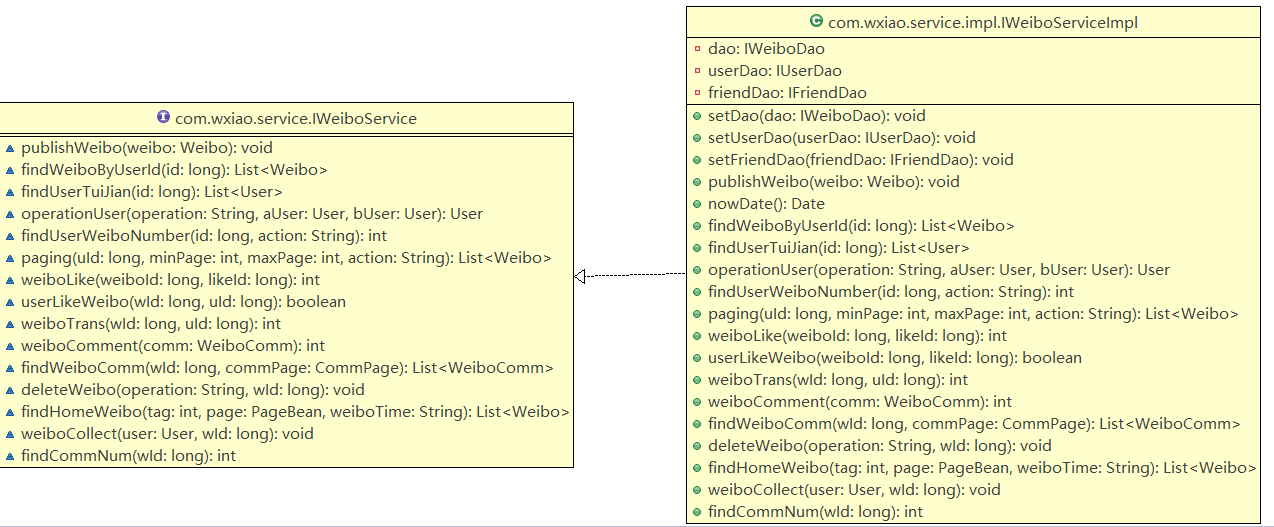 com.wxiao.service.IWeiboService
publishWeibo(weibo: Weibo): void
findWeiboByUserId(id: long): List<Weibo>
findUserTuiJian(id: long): List<User>
operationUser(operation: String, aUser: User, bUser: User): User
findUserWeiboNumber(id: long, action: String): int
paging(uId: long, minPage: int, maxPage: int, action: String): List<Weibo>
weiboLike(weiboId: long, likeId: long): int
userLikeWeibo(wId: long, uId: long): boolean
weiboTrans(wId: long, uId: long): int
weiboComment(comm: WeiboComm): int
findWeiboComm(wId: long, commPage: CommPage): List<WeiboComm>
deleteWeibo(operation: String, wId: long): void
findHomeWeibo(tag: int, page: PageBean, weiboTime: String): List<Weibo>
weiboCollect(user: User, wId: long): void
findCommNum(wId: long): int
com.wxiao.service.impl.IWeiboServiceImpl
dao: IWeiboDao
userDao: IUserDao
friendDao: IFriendDao
setDao(dao: IWeiboDao): void
setUserDao(userDao: IUserDao): void
setFriendDao(friendDao: IFriendDao): void
publishWeibo(weibo: Weibo): void
nowDate(): Date
findWeiboByUserId(id: long): List<Weibo>
findUserTuiJian(id: long): List<User>
operationUser(operation: String, aUser: User, bUser: User): User
findUserWeiboNumber(id: long, action: String): int
paging(uId: long, minPage: int, maxPage: int, action: String): List<Weibo>
weiboLike(weiboId: long, likeId: long): int
userLikeWeibo(weiboId: long, likeId: long): boolean
weiboTrans(wId: long, uId: long): int
weiboComment(comm: WeiboComm): int
findWeiboComm(wId: long, commPage: CommPage): List<WeiboComm>
deleteWeibo(operation: String, wId: long): void
findHomeWeibo(tag: int, page: PageBean, weiboTime: String): List<Weibo>
weiboCollect(user: User, wId: long): void
findCommNum(wId: long): int